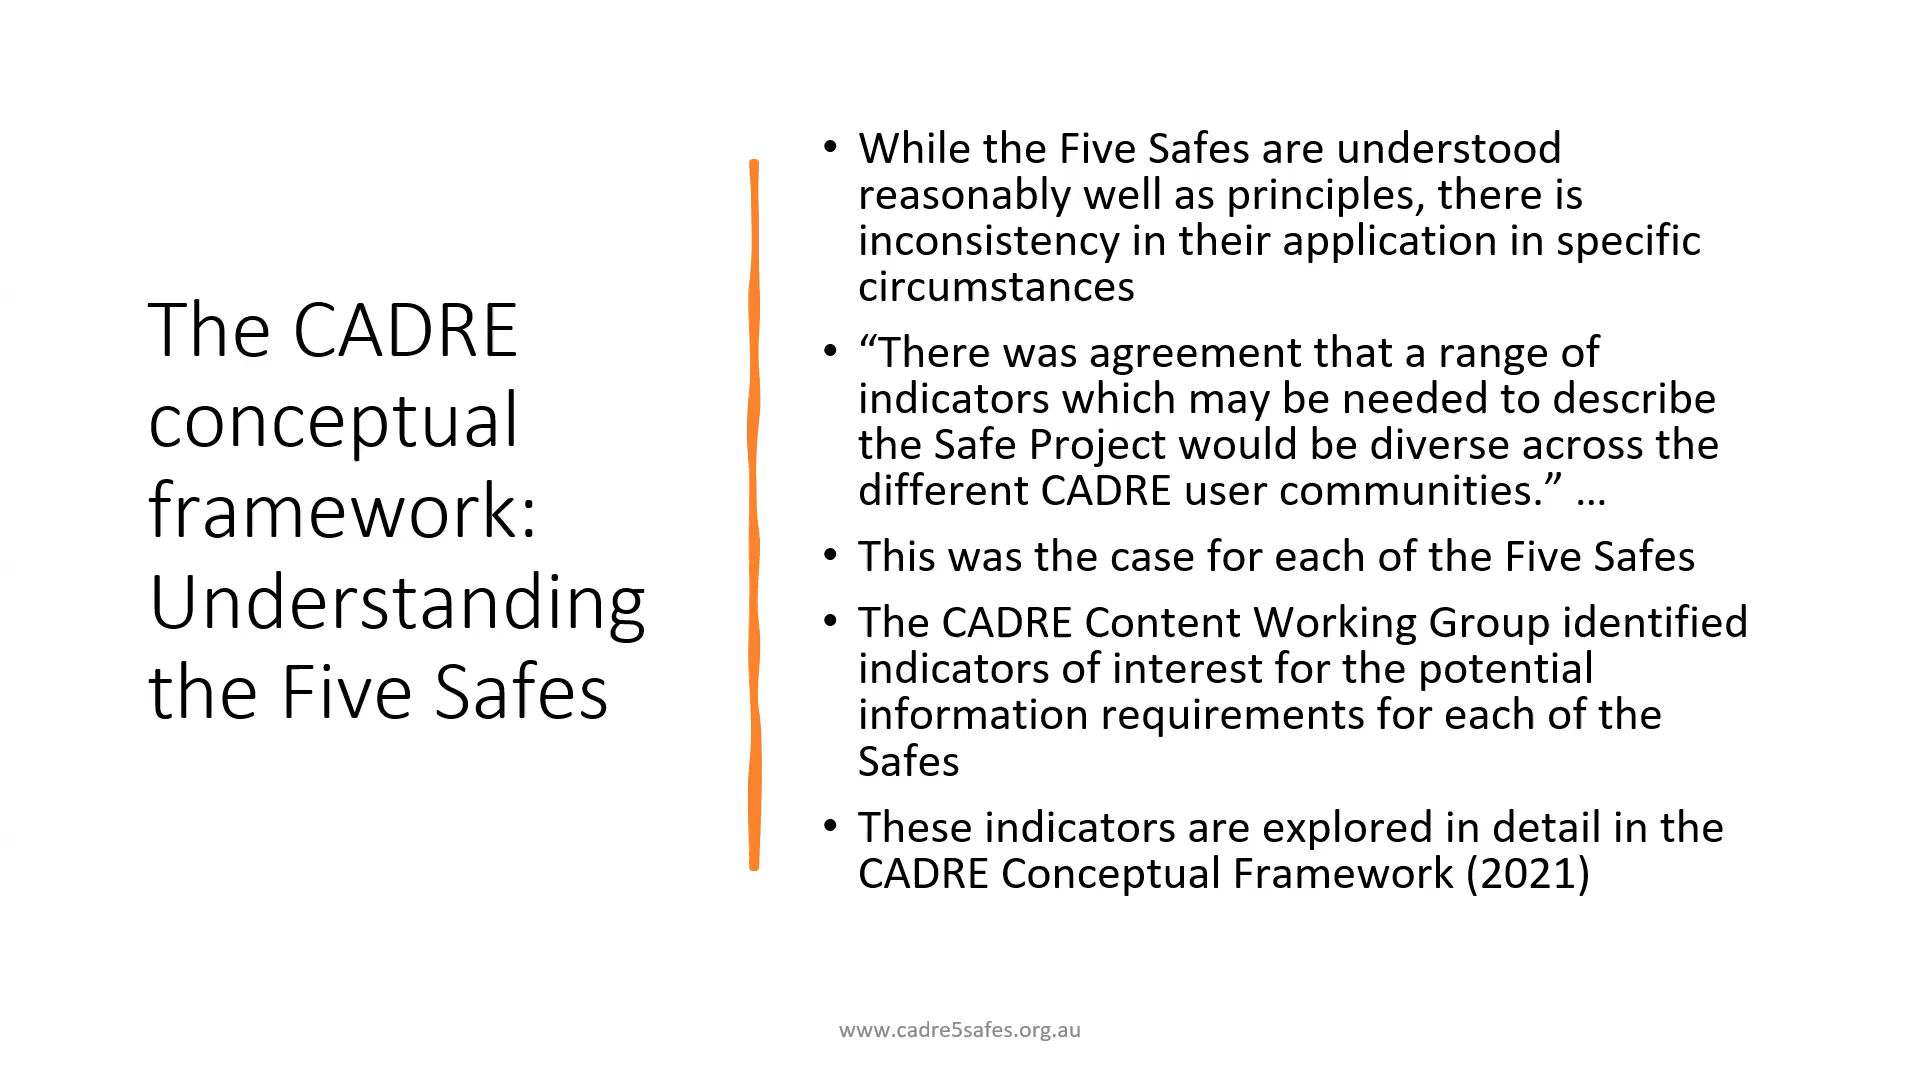 The CADRE
conceptual
framework:
Understanding
the Five Safes
• While the Five Safes are understood
reasonably well as principles, there is
inconsistency in their application in specific
circumstances
• “There was agreement that a range of
indicators which may be needed to describe
the Safe Project would be diverse across the
different CADRE user communities.” …
• This was the case for each of the Five Safes
• The CADRE Content Working Group identified
indicators of interest for the potential
information requirements for each of the
Safes
• These indicators are explored in detail in the
CADRE Conceptual Framework (2021)
www.cadre5safes.org.au